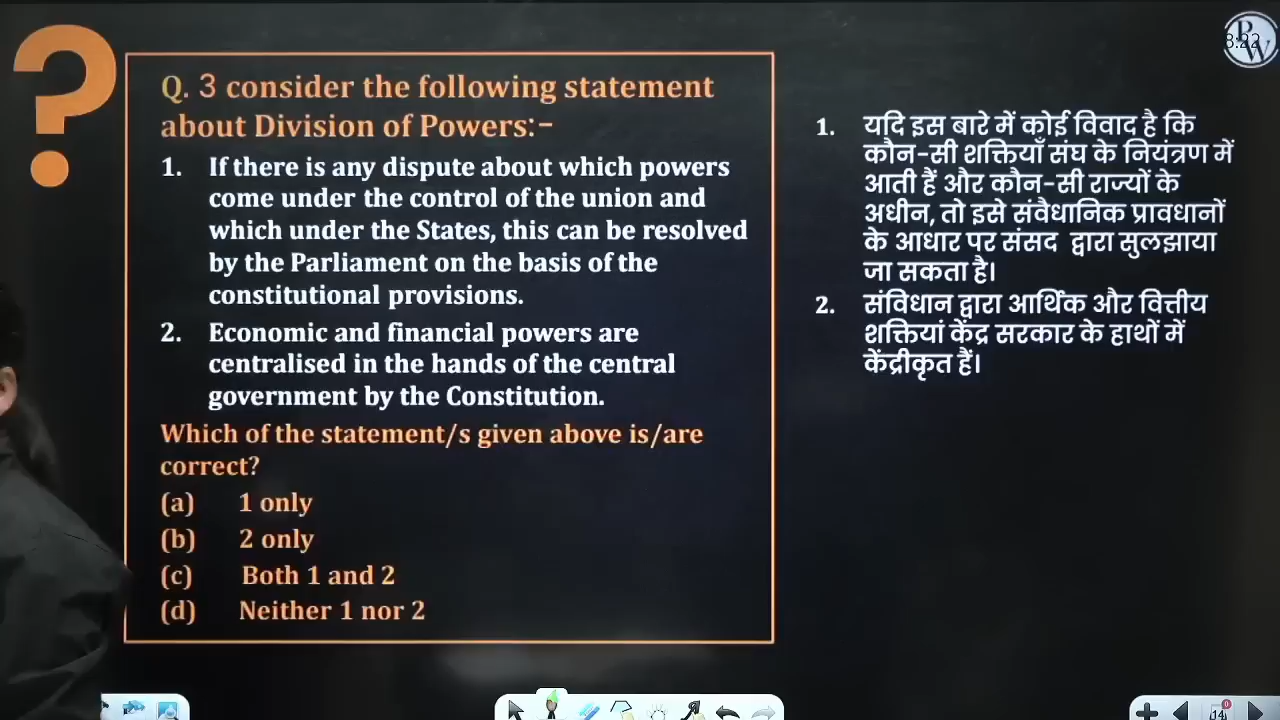 ?
Q. 3 consider the following statement
about Division of Powers:-
1. If there is any dispute about which powers
come under the control of the union and
which under the States, this can be resolved
by the Parliament on the basis of the
constitutional provisions.
2. Economic and financial powers are
centralised in the hands of the central
government by the Constitution.
Which of the statement/s given above is/are
correct?
(a) 1 only
(b) 2 only
(c) Both 1 and 2
(d) Neither 1 nor 2
1. यदि इस बारे में कोई विवाद है कि
कौन-सी शक्तियाँ संघ के नियंत्रण में
आती हैं और कौन-सी राज्यों के
अधीन, तो इसे संवैधानिक प्रावधानों
के आधार पर संसद द्वारा सुलझाया
जा सकता है।
2. संविधान द्वारा आर्थिक और वित्तीय
शक्तियां केंद्र सरकार के हाथों में
केंद्रीकृत हैं।
PW
14
0